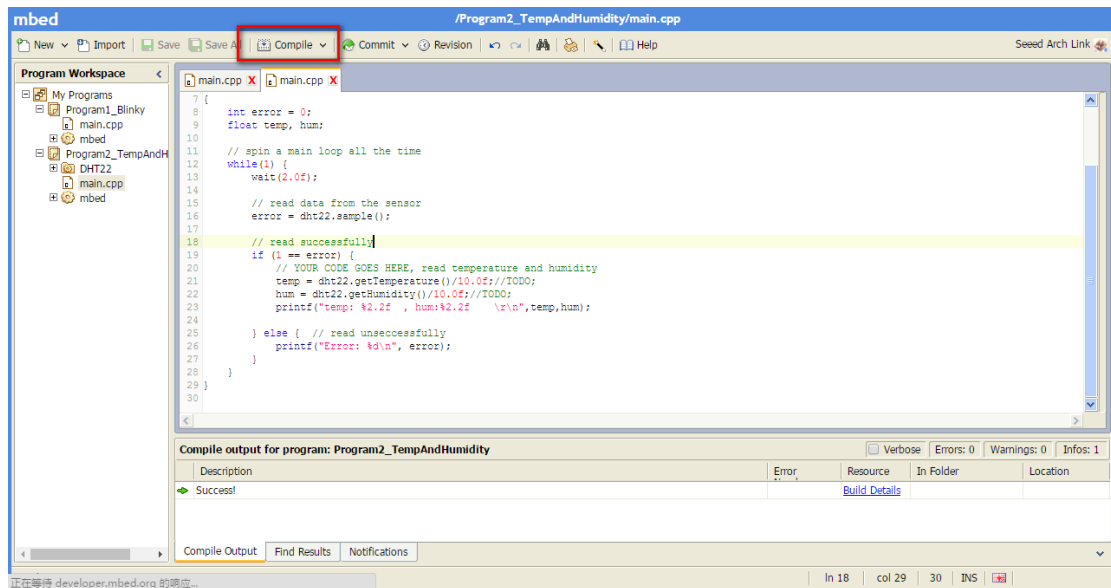 mbed /Program2_TempAndHumidity/main.cpp
New Import Save Save Al Compile Commit Revision Help Seeed Arch Link
Program Workspace <
main.cpp X main.cpp X
My Programs
Program1_Blinky
main.cpp
mbed
Program2_TempAndH
DHT22
main.cpp
mbed
7 {
8 int error = 0;
9 float temp, hum;
10
11 // spin a main loop all the time
12 while(1) {
13 wait(2.0f);
14
15 // read data from the sensor
16 error = dht22.sample();
17
18 // read successfully
19 if (1 == error) {
20 // YOUR CODE GOES HERE, read temperature and humidity
21 temp = dht22.getTemperature()/10.0f;//TODO;
22 hum = dht22.getHumidity()/10.0f;//TODO;
23 printf("temp: %2.2f , hum:%2.2f \r\n",temp,hum);
24
25 } else { // read unseccessfully
26 printf("Error: %d\n", error);
27 }
28 }
29 }
30
Compile output for program: Program2_TempAndHumidity Verbose Errors: 0 Warnings: 0 Infos: 1
Description Error Resource In Folder Location
Success! Build Details
Compile Output Find Results Notifications
正在等待 developer.mbed.org 的响应...
ln 18 col 29 30 INS